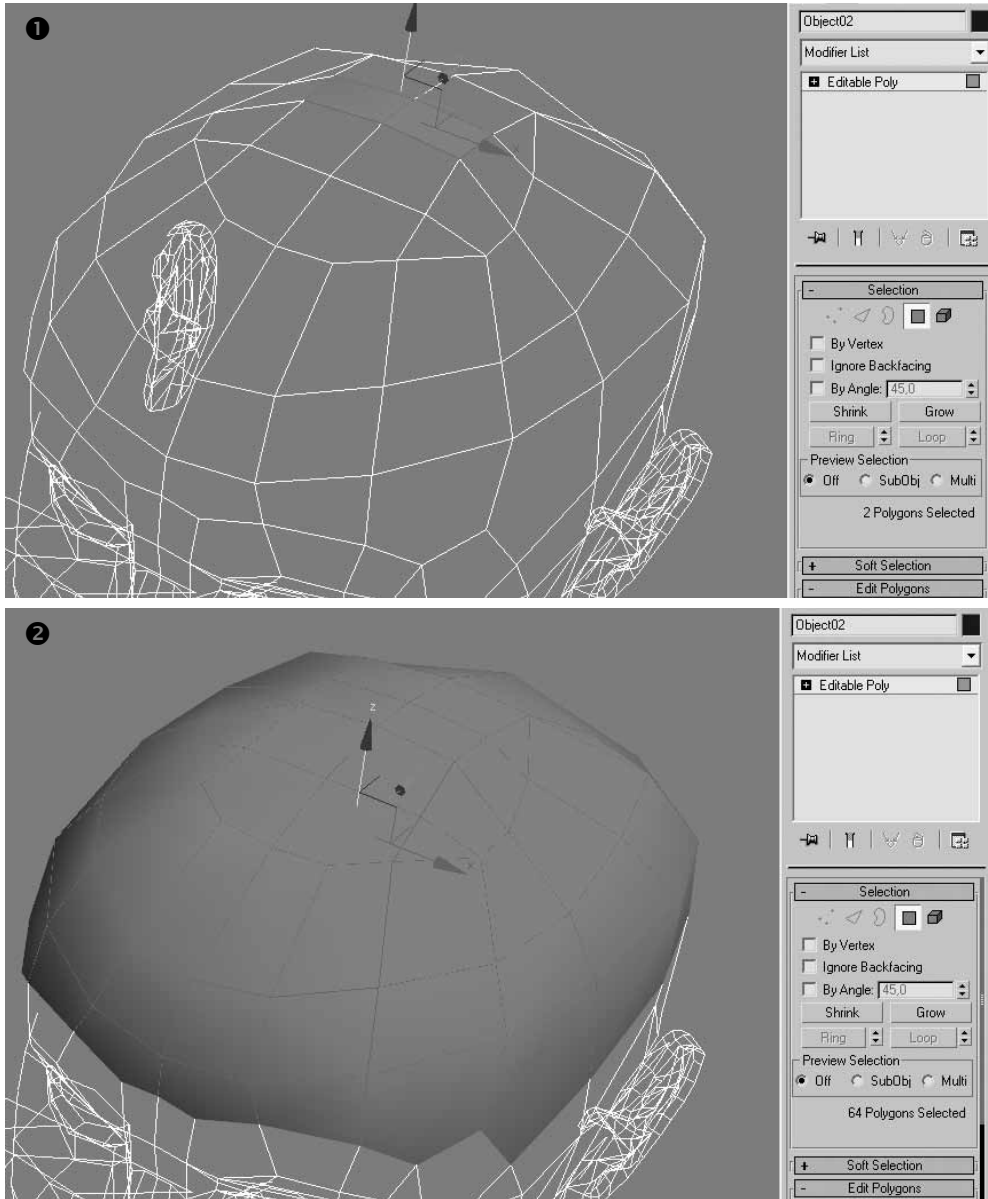 ❶
Object02
Modifier List
Editable Poly
- Selection
By Vertex
Ignore Backfacing
By Angle: 45,0
Shrink Grow
Ring Loop
Preview Selection
Off SubObj Multi
2 Polygons Selected
+ Soft Selection
- Edit Polygons
❷
Object02
Modifier List
Editable Poly
z
x
- Selection
By Vertex
Ignore Backfacing
By Angle: 45,0
Shrink Grow
Ring Loop
Preview Selection
Off SubObj Multi
64 Polygons Selected
+ Soft Selection
- Edit Polygons